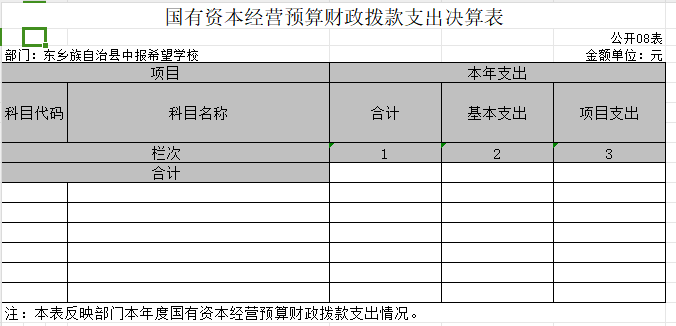 国有资本经营预算财政拨款支出决算表
公开08表
部门：东乡族自治县中报希望学校 金额单位：元
项目 本年支出
科目代码 科目名称 合计 基本支出 项目支出
栏次 1 2 3
合计
注：本表反映部门本年度国有资本经营预算财政拨款支出情况。